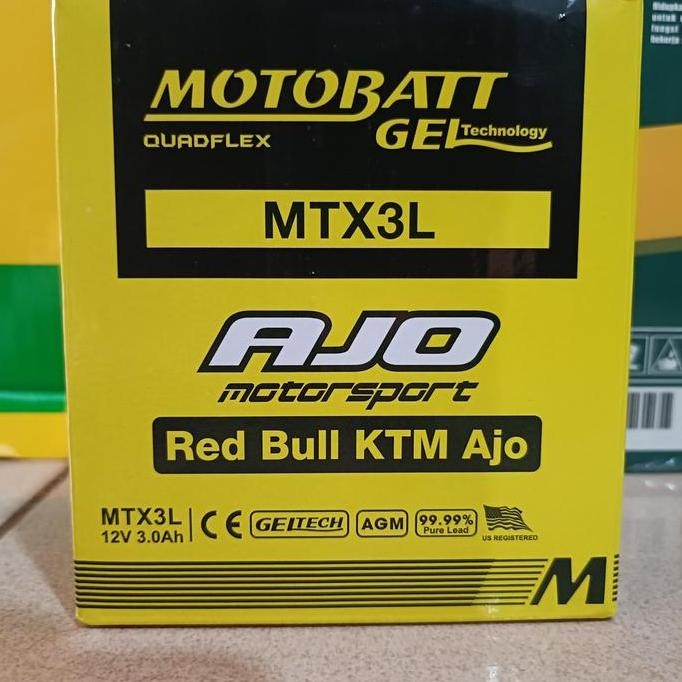 MOTOBATT
QUADFLEX GEL Technology
MTX3L
AJO
motorsport
Red Bull KTM Ajo
MTX3L
12V 3.0Ah
CE GELTECH AGM 99.99%
Pure Lead
US REGISTERED
M